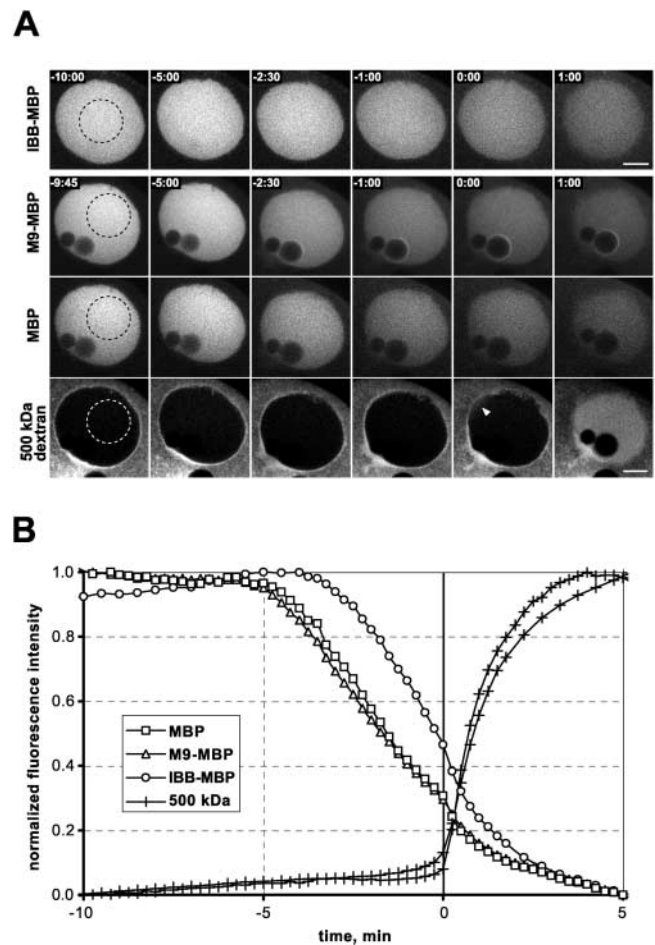 A
-10:00 -5:00 -2:30 -1:00 0:00 1:00
IBB-MBP
-9:45 -5:00 -2:30 -1:00 0:00 1:00
M9-MBP
MBP
500 kDa
dextran
B
normalized fluorescence intensity
1.0
0.8
0.6
0.4
0.2
0.0
MBP
M9-MBP
IBB-MBP
500 kDa
-10 -5 0 5
time, min